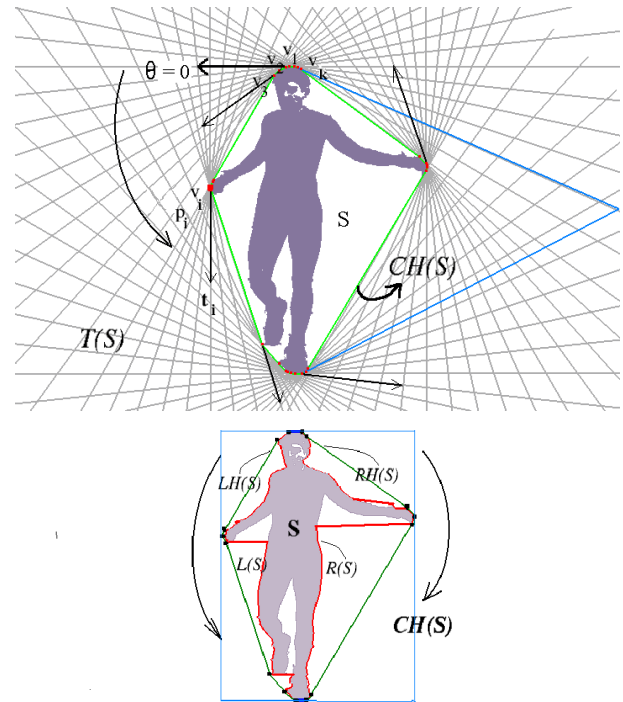 v1
v2 vk
θ = 0
v3
vi
pi
S
CH(S)
ti
T(S)
LH(S) RH(S)
S
L(S) R(S)
CH(S)